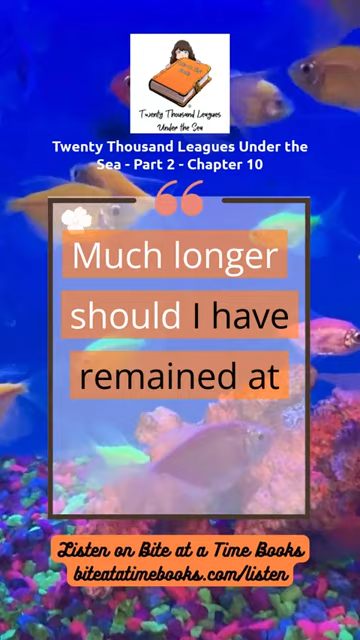 Twenty Thousand Leagues
Under the Sea
Twenty Thousand Leagues Under the
Sea - Part 2 - Chapter 10
Much longer
should I have
remained at
Listen on Bite at a Time Books
biteatatimebooks.com/listen